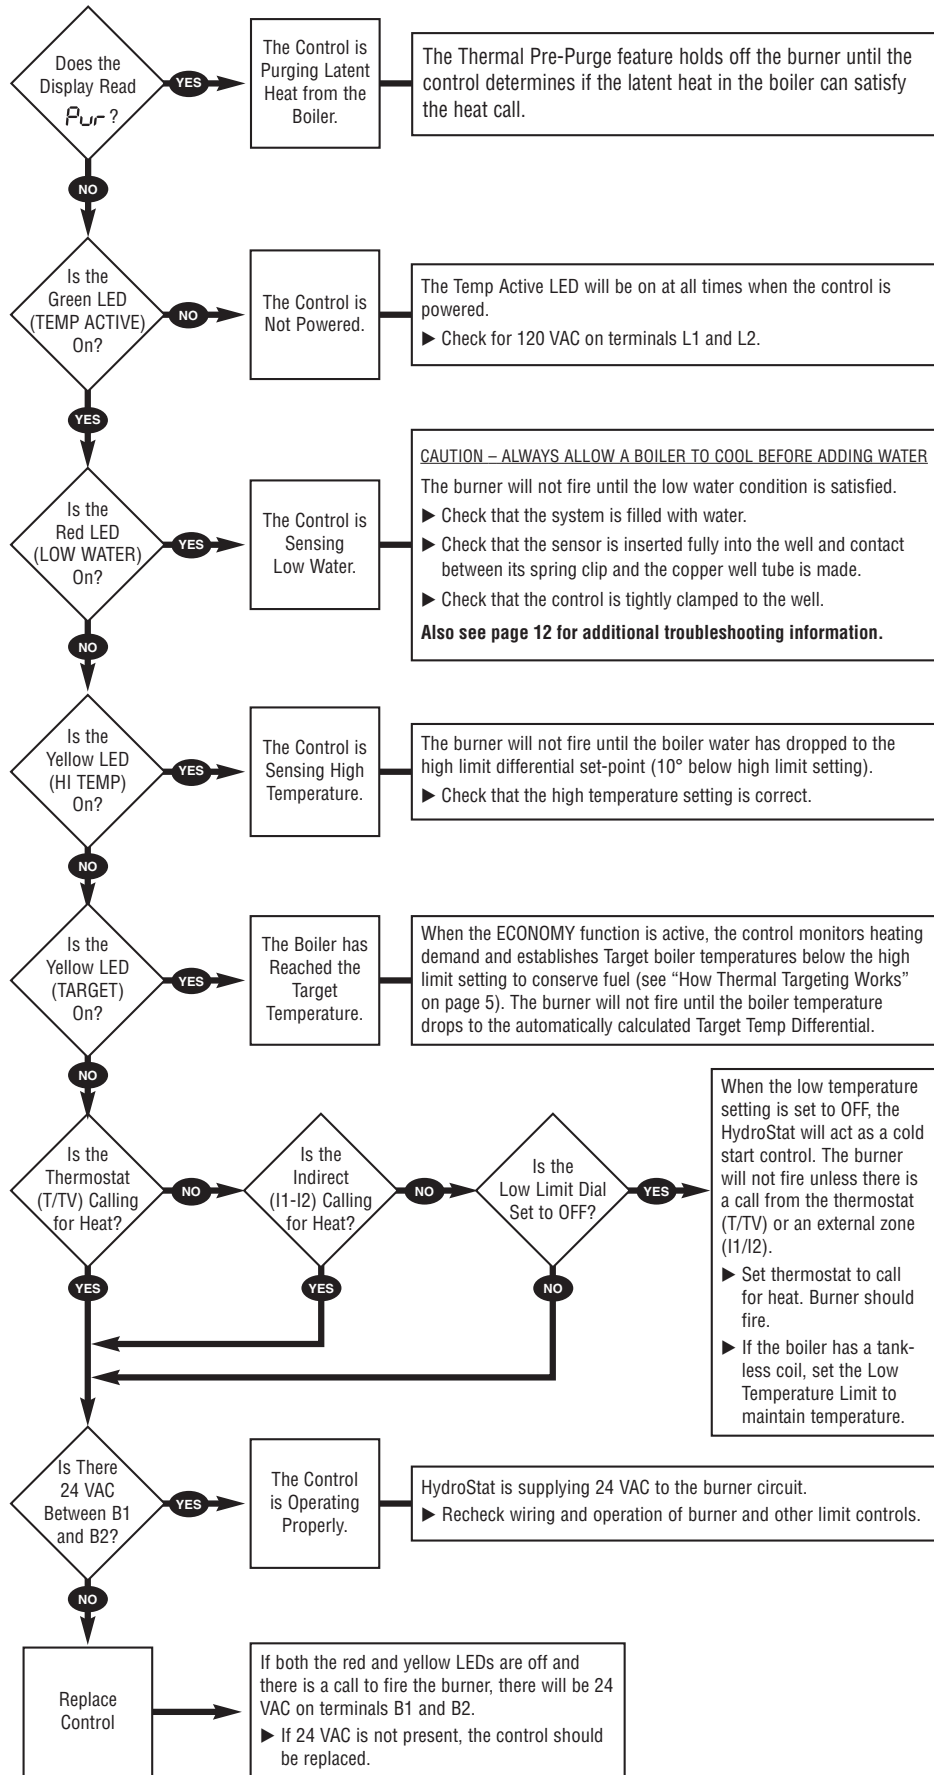 Does the
Display Read
Pur ?
YES
The Control is
Purging Latent
Heat from the
Boiler.
The Thermal Pre-Purge feature holds off the burner until the
control determines if the latent heat in the boiler can satisfy
the heat call.
NO
Is the
Green LED
(TEMP ACTIVE)
On?
NO
The Control is
Not Powered.
The Temp Active LED will be on at all times when the control is
powered.
▶ Check for 120 VAC on terminals L1 and L2.
YES
Is the
Red LED
(LOW WATER)
On?
YES
The Control is
Sensing
Low Water.
CAUTION – ALWAYS ALLOW A BOILER TO COOL BEFORE ADDING WATER
The burner will not fire until the low water condition is satisfied.
▶ Check that the system is filled with water.
▶ Check that the sensor is inserted fully into the well and contact
between its spring clip and the copper well tube is made.
▶ Check that the control is tightly clamped to the well.
Also see page 12 for additional troubleshooting information.
NO
Is the
Yellow LED
(HI TEMP)
On?
YES
The Control is
Sensing High
Temperature.
The burner will not fire until the boiler water has dropped to the
high limit differential set-point (10° below high limit setting).
▶ Check that the high temperature setting is correct.
NO
Is the
Yellow LED
(TARGET)
On?
YES
The Boiler has
Reached the
Target
Temperature.
When the ECONOMY function is active, the control monitors heating
demand and establishes Target boiler temperatures below the high
limit setting to conserve fuel (see “How Thermal Targeting Works”
on page 5). The burner will not fire until the boiler temperature
drops to the automatically calculated Target Temp Differential.
NO
Is the
Thermostat
(T/TV) Calling
for Heat?
NO
Is the
Indirect
(I1-I2) Calling
for Heat?
NO
Is the
Low Limit Dial
Set to OFF?
YES
When the low temperature
setting is set to OFF, the
HydroStat will act as a cold
start control. The burner
will not fire unless there is
a call from the thermostat
(T/TV) or an external zone
(I1/I2).
▶ Set thermostat to call
for heat. Burner should
fire.
▶ If the boiler has a tank-
less coil, set the Low
Temperature Limit to
maintain temperature.
YES
YES
NO
Is There
24 VAC
Between B1
and B2?
YES
The Control
is Operating
Properly.
HydroStat is supplying 24 VAC to the burner circuit.
▶ Recheck wiring and operation of burner and other limit controls.
NO
Replace
Control
If both the red and yellow LEDs are off and
there is a call to fire the burner, there will be 24
VAC on terminals B1 and B2.
▶ If 24 VAC is not present, the control should
be replaced.